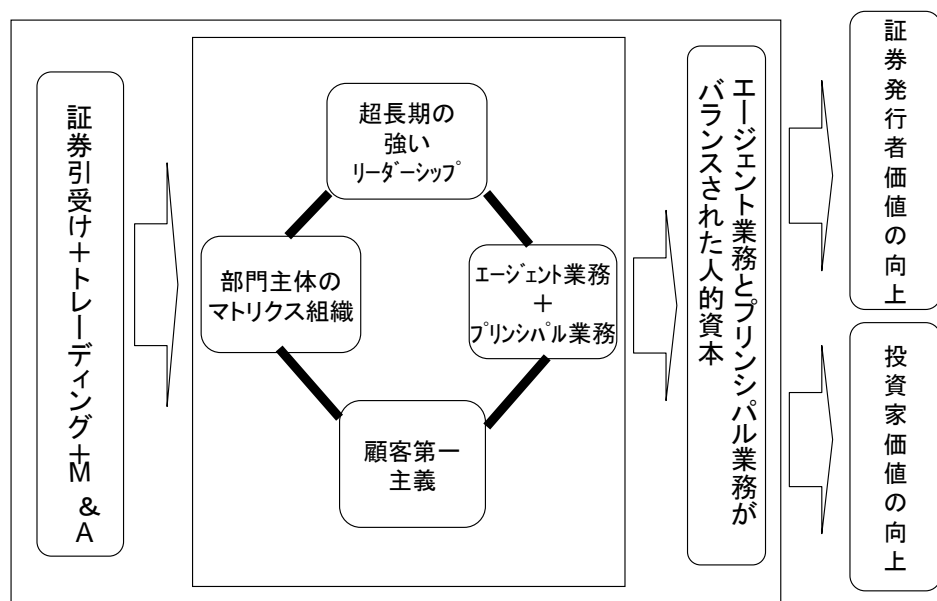 証券引受け＋トレーディング＋M
&A
超長期の
強い
リーダーシップ
部門主体の
マトリクス組織
エージェント業務
＋
プリンシパル業務
顧客第一
主義
エージェント業務とプリンシパル業務が
バランスされた人的資本
証券発行者価値の向上
投資家価値の向上